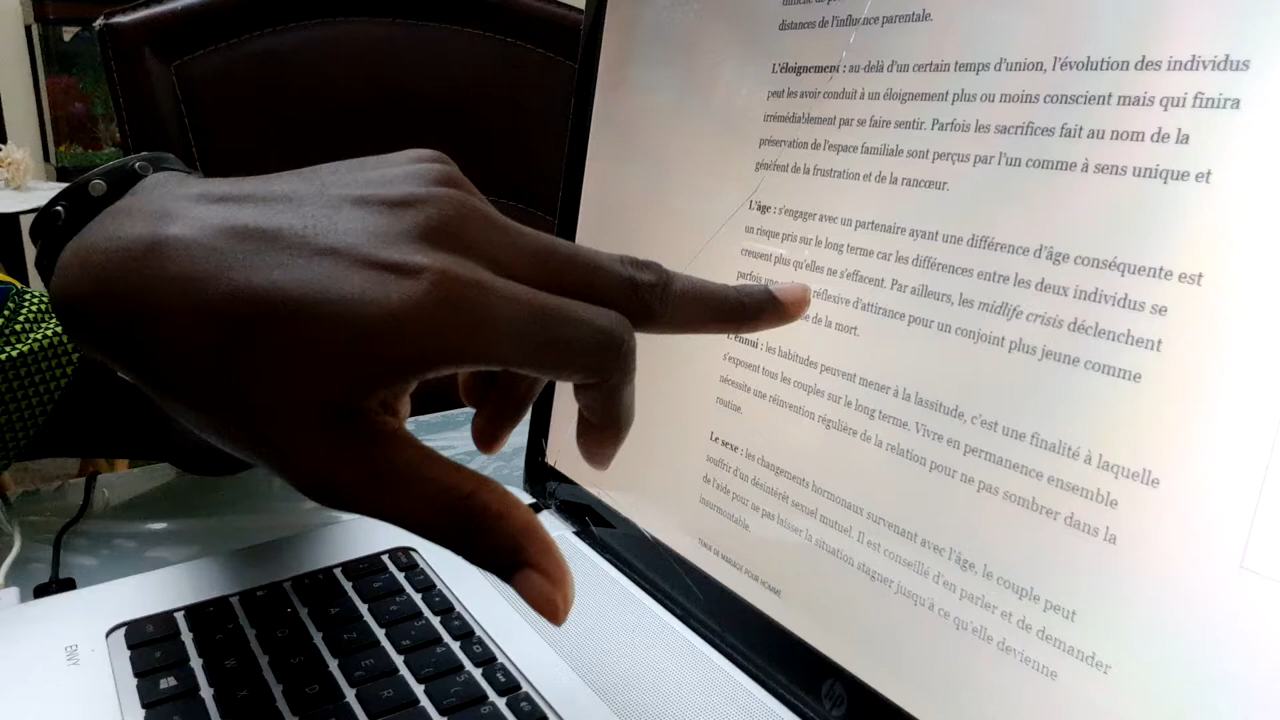 distances de l'influence parentale.
L'éloignement : au-delà d'un certain temps d'union, l'évolution des individus
peut les avoir conduit à un éloignement plus ou moins conscient mais qui finira
irrémédiablement par se faire sentir. Parfois les sacrifices fait au nom de la
préservation de l'espace familiale sont perçus par l'un comme à sens unique et
génèrent de la frustration et de la rancœur.
L'âge : s'engager avec un partenaire ayant une différence d'âge conséquente est
un risque pris sur le long terme car les différences entre les deux individus se
creusent plus qu'elles ne s'effacent. Par ailleurs, les midlife crisis déclenchent
parfois une réflexive d'attirance pour un conjoint plus jeune comme
de la mort.
L'ennui : les habitudes peuvent mener à la lassitude, c'est une finalité à laquelle
s'exposent tous les couples sur le long terme. Vivre en permanence ensemble
nécessite une réinvention régulière de la relation pour ne pas sombrer dans la
routine.
Le sexe : les changements hormonaux survenant avec l'âge, le couple peut
souffrir d'un désintérêt sexuel mutuel. Il est conseillé d'en parler et de demander
de l'aide pour ne pas laisser la situation stagner jusqu'à ce qu'elle devienne
insurmontable.
TENUE DE MARIAGE POUR HOMME
hp
ENVY
A
Z
E
R
Q
S
D
W
X